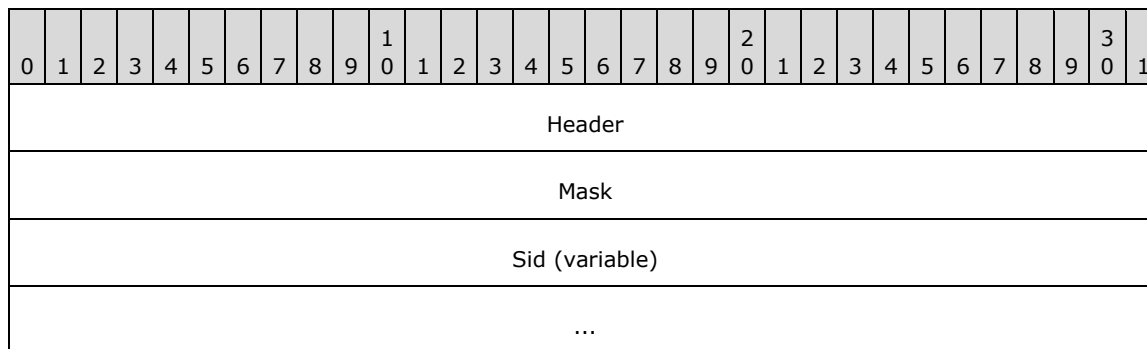 1 2 3
0 1 2 3 4 5 6 7 8 9 0 1 2 3 4 5 6 7 8 9 0 1 2 3 4 5 6 7 8 9 0 1
Header
Mask
Sid (variable)
...